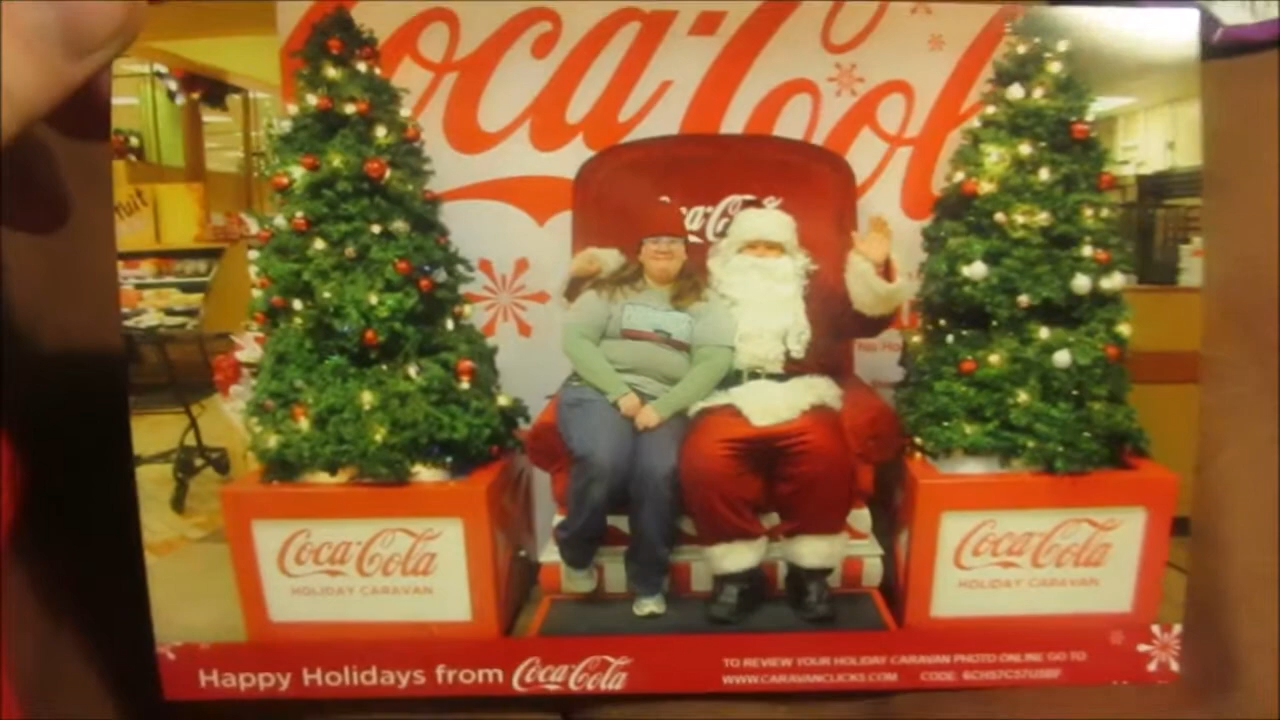 Coca-Cola
Coca-Cola
Coca-Cola
HOLIDAY CARAVAN
Coca-Cola
HOLIDAY CARAVAN
Happy Holidays from Coca-Cola
TO REVIEW YOUR HOLIDAY CARAVAN PHOTO ONLINE GO TO
WWW.CARAVANCLICKS.COM CODE: